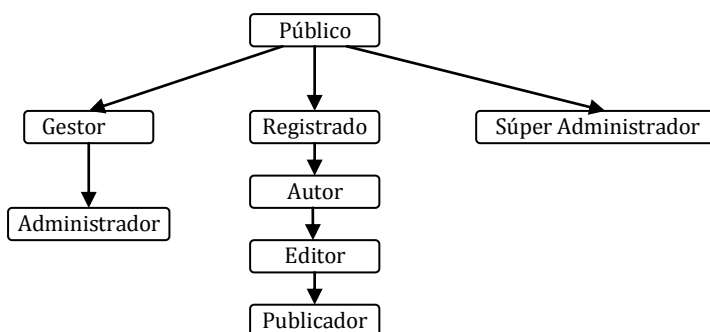 Público
Gestor
Registrado
Súper Administrador
Autor
Administrador
Editor
Publicador